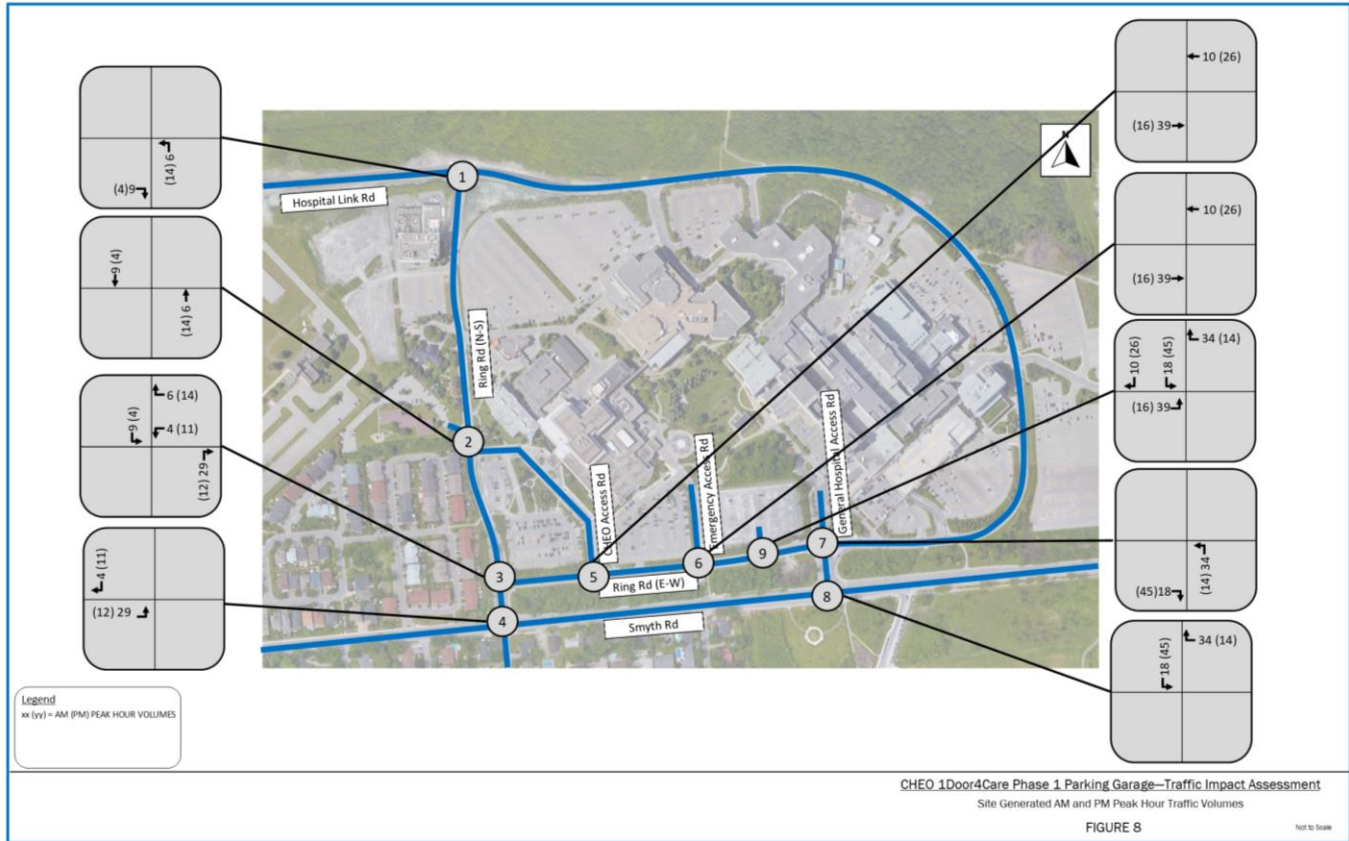 (14) 6
(4)9
9 (4)
(14) 6
6 (14)
9 (4)
4 (11)
(12) 29
4 (11)
(12) 29
10 (26)
(16) 39
10 (26)
(16) 39
34 (14)
10 (26)
18 (45)
(16) 39
(14) 34
(45)18
34 (14)
18 (45)
N
1
Hospital Link Rd
Ring Rd (N-S)
2
CHEO Access Rd
Emergency Access Rd
General Hospital Access Rd
3
5
6
9
7
Ring Rd (E-W)
4
8
Smyth Rd
Legend
xx (yy) = AM (PM) PEAK HOUR VOLUMES
CHEO 1Door4Care Phase 1 Parking Garage—Traffic Impact Assessment
Site Generated AM and PM Peak Hour Traffic Volumes
FIGURE 8
Not to Scale